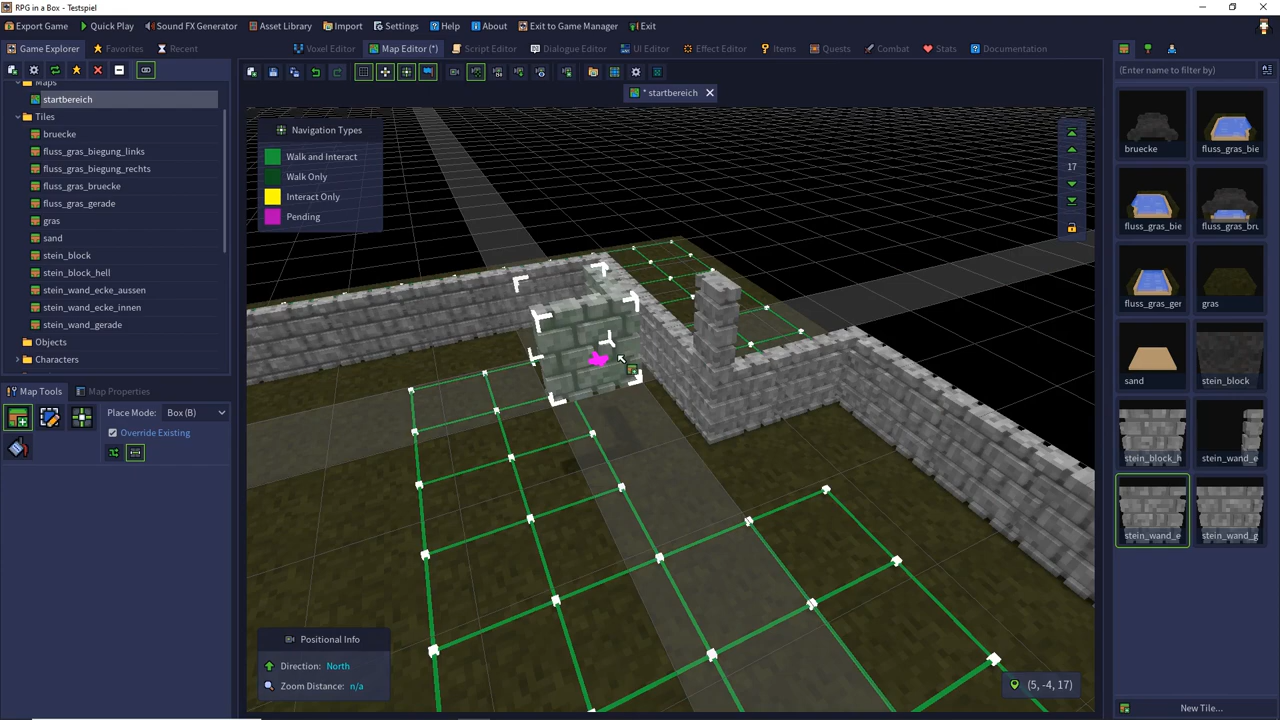 RPG in a Box - Testspiel
Export Game Quick Play Sound FX Generator Asset Library Import Settings Help About Exit to Game Manager Exit
Game Explorer Favorites Recent Voxel Editor Map Editor (*) Script Editor Dialogue Editor UI Editor Effect Editor Items Quests Combat Stats Documentation
(Enter name to filter by)
Maps
startbereich
* startbereich
Tiles
bruecke
fluss_gras_biegung_links
fluss_gras_biegung_rechts
fluss_gras_bruecke
fluss_gras_gerade
gras
sand
stein_block
stein_block_hell
stein_wand_ecke_aussen
stein_wand_ecke_innen
stein_wand_gerade
Objects
Characters
Navigation Types
Walk and Interact
Walk Only
Interact Only
Pending
17
bruecke fluss_gras_bie
fluss_gras_bie fluss_gras_bru
fluss_gras_ger gras
sand stein_block
stein_block_h stein_wand_e
stein_wand_e stein_wand_g
Map Tools Map Properties
Place Mode: Box (B)
Override Existing
Positional Info
Direction: North
Zoom Distance: n/a
(5, -4, 17)
New Tile...